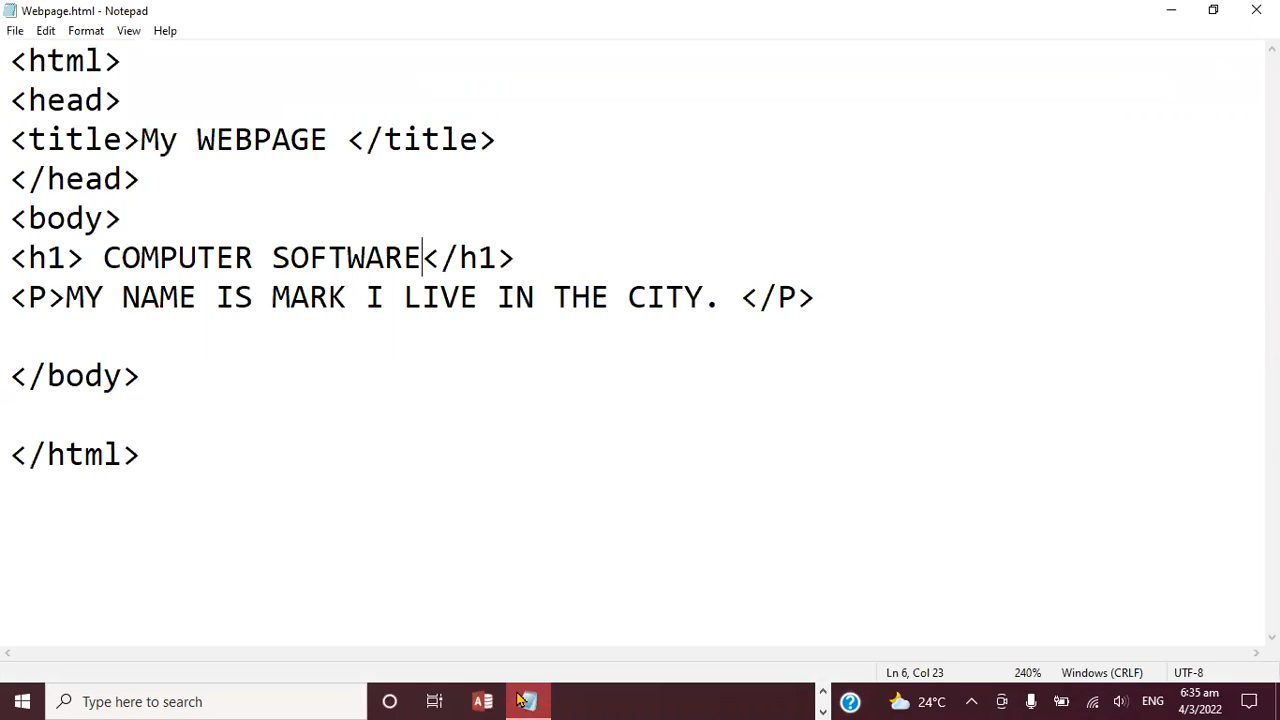 Webpage.html - Notepad
File Edit Format View Help
<html>
<head>
<title>My WEBPAGE </title>
</head>
<body>
<h1> COMPUTER SOFTWARE</h1>
<P>MY NAME IS MARK I LIVE IN THE CITY. </P>
</body>
</html>
Ln 6, Col 23 240% Windows (CRLF) UTF-8
Type here to search 24°C ENG 6:35 am
4/3/2022